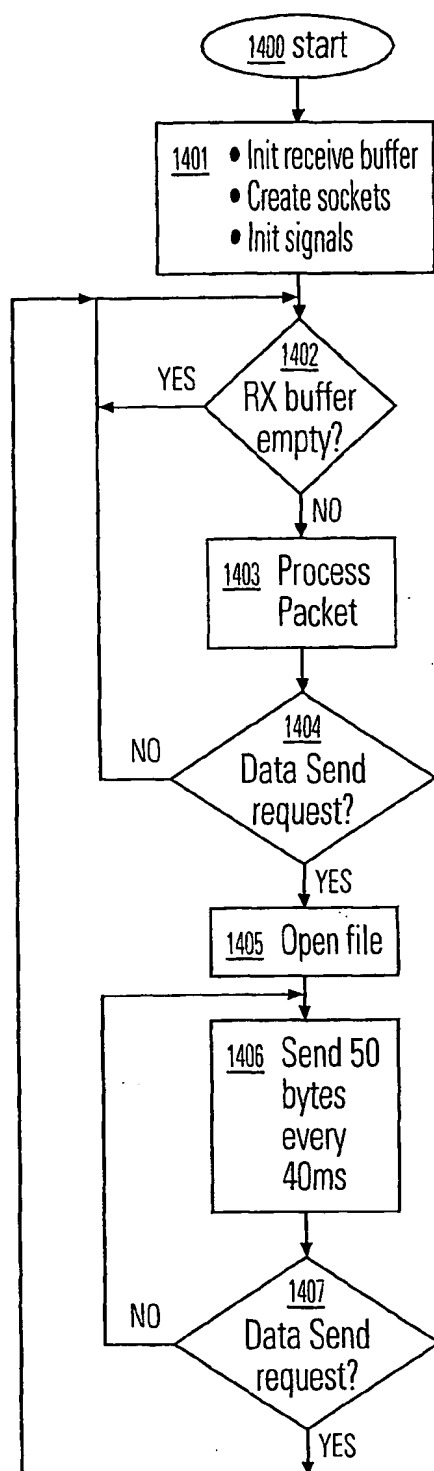 1400 start
1401 • Init receive buffer
• Create sockets
• Init signals
1402
YES
RX buffer
empty?
NO
1403 Process
Packet
1404
NO
Data Send
request?
YES
1405 Open file
1406 Send 50
bytes
every
40ms
1407
NO
Data Send
request?
YES